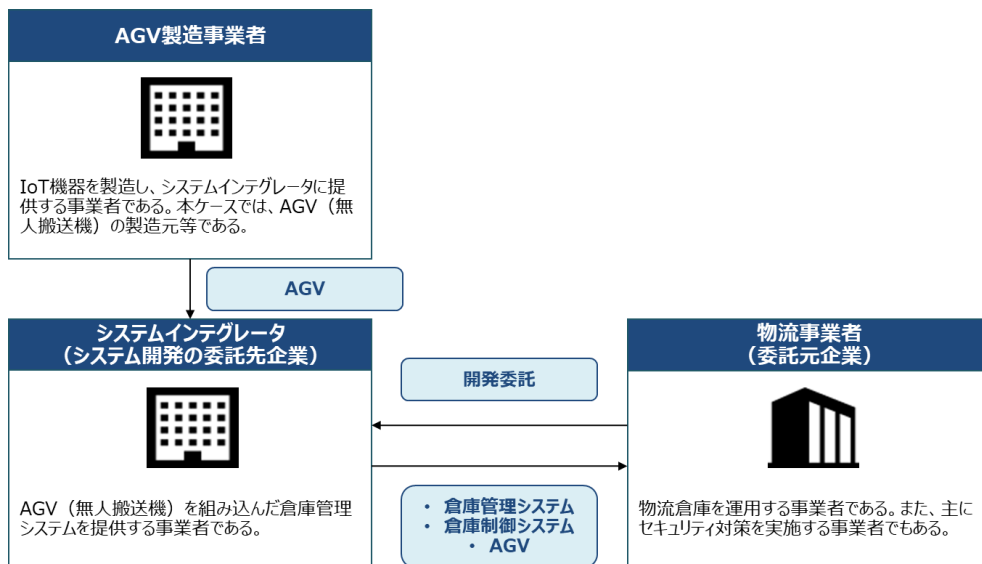 AGV製造事業者
IoT機器を製造し、システムインテグレータに提
供する事業者である。本ケースでは、AGV（無
人搬送機）の製造元等である。
AGV
システムインテグレータ
（システム開発の委託先企業）
AGV（無人搬送機）を組み込んだ倉庫管理
システムを提供する事業者である。
開発委託
・ 倉庫管理システム
・ 倉庫制御システム
・ AGV
物流事業者
（委託元企業）
物流倉庫を運用する事業者である。また、主に
セキュリティ対策を実施する事業者でもある。